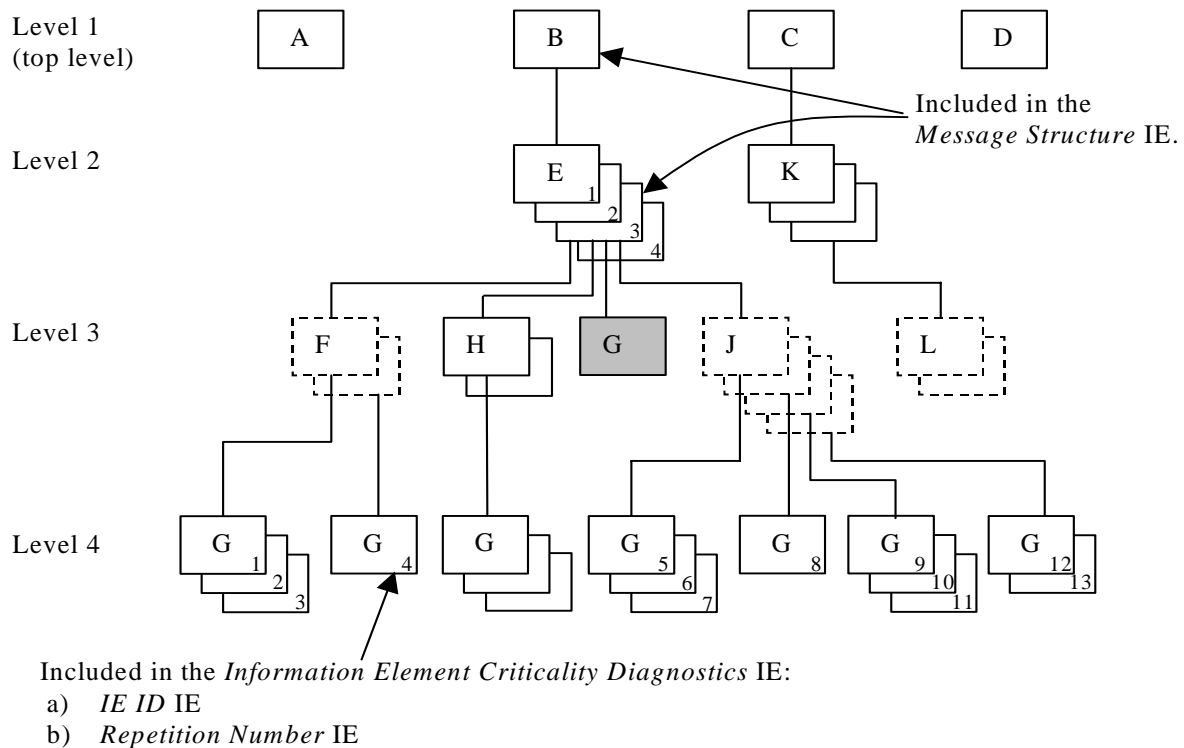 Level 1
(top level)
A
B
C
D
Included in the
Message Structure IE.
Level 2
E
1
2
3
4
K
Level 3
F
H
G
J
L
Level 4
G
1
2
3
G
4
G
G
5
6
7
G
8
G
9
10
11
G
12
13
Included in the Information Element Criticality Diagnostics IE:
a) IE ID IE
b) Repetition Number IE